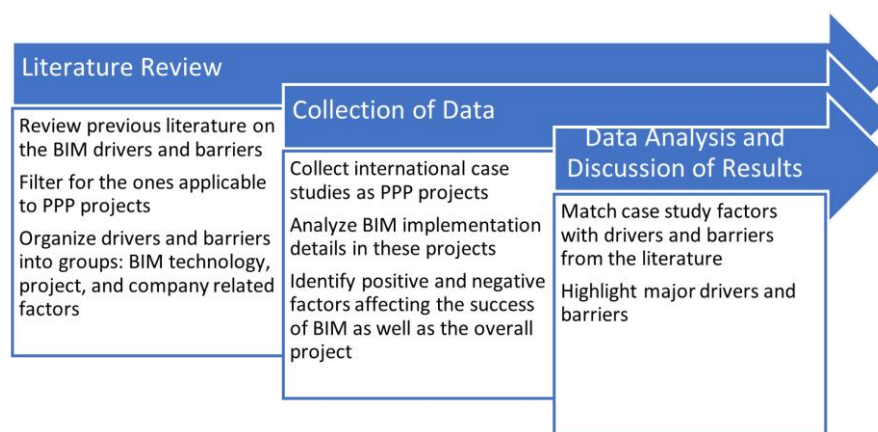 Literature Review
Review previous literature on
the BIM drivers and barriers
Filter for the ones applicable
to PPP projects
Organize drivers and barriers
into groups: BIM technology,
project, and company related
factors
Collection of Data
Collect international case
studies as PPP projects
Analyze BIM implementation
details in these projects
Identify positive and negative
factors affecting the success
of BIM as well as the overall
project
Data Analysis and
Discussion of Results
Match case study factors
with drivers and barriers
from the literature
Highlight major drivers and
barriers